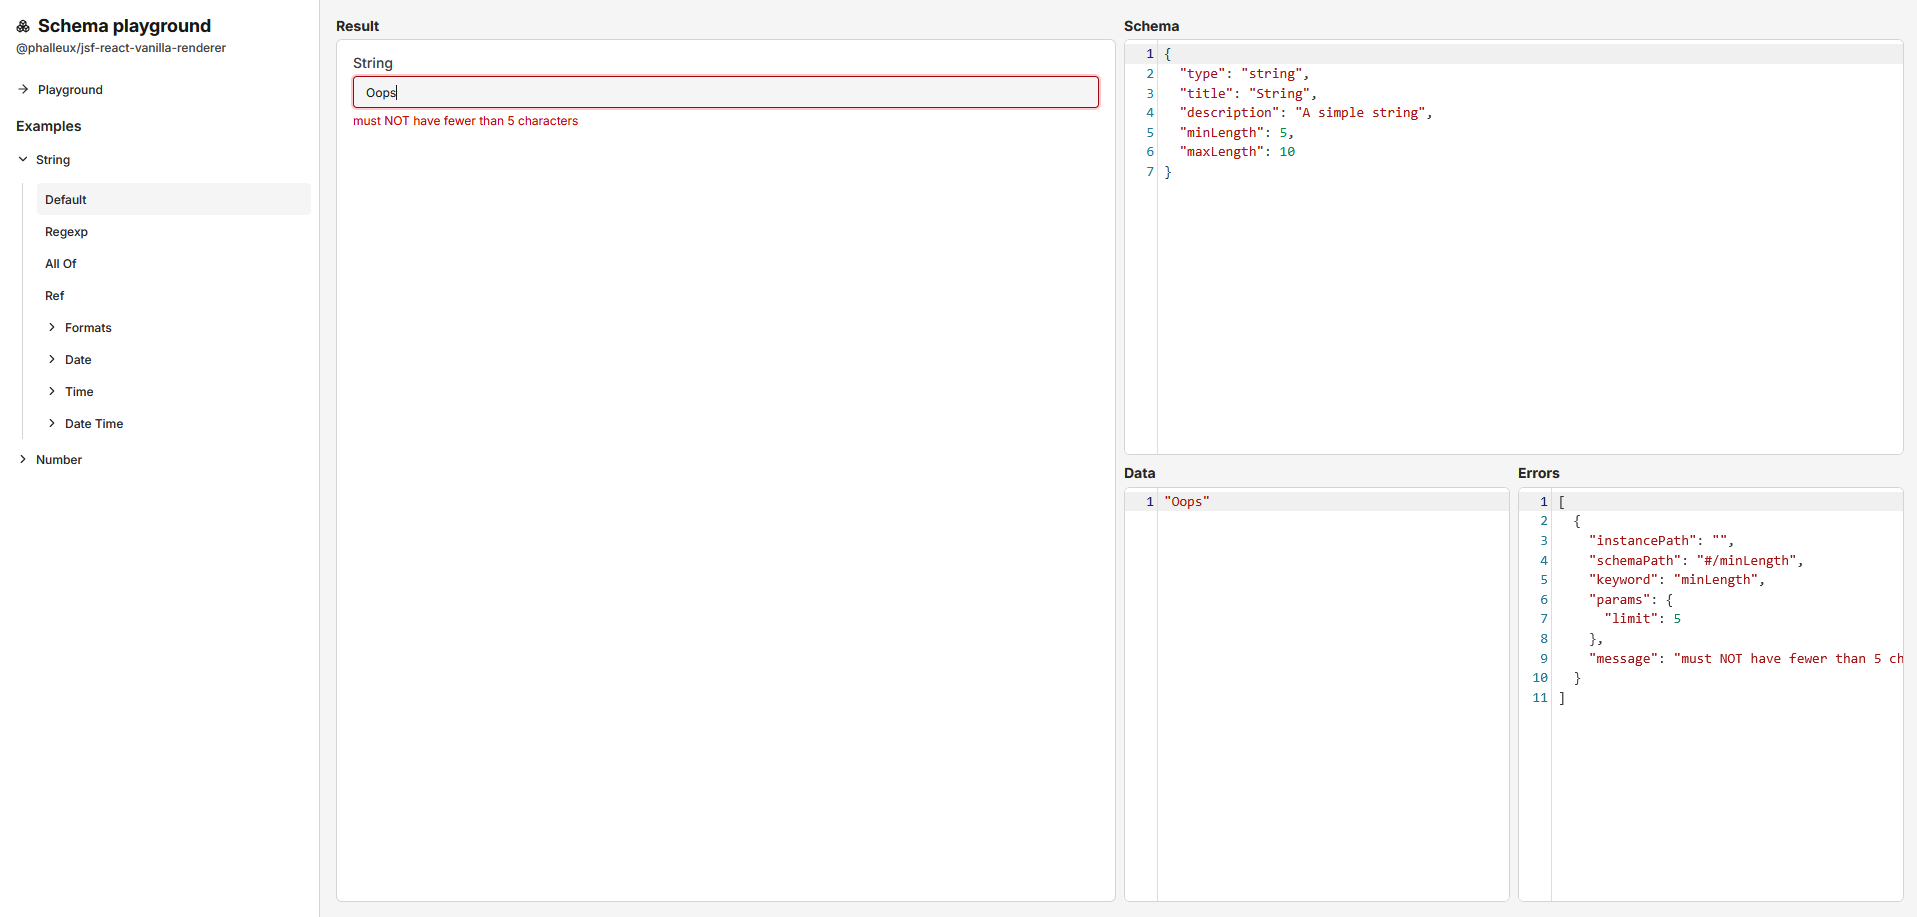 Schema playground
@phalleux/jsf-react-vanilla-renderer
Playground
Examples
String
Default
Regexp
All Of
Ref
Formats
Date
Time
Date Time
Number
Result
String
Oops
must NOT have fewer than 5 characters
Schema
1 {
2 "type": "string",
3 "title": "String",
4 "description": "A simple string",
5 "minLength": 5,
6 "maxLength": 10
7 }
Data
1 "Oops"
Errors
1 [
2 {
3 "instancePath": "",
4 "schemaPath": "#/minLength",
5 "keyword": "minLength",
6 "params": {
7 "limit": 5
8 },
9 "message": "must NOT have fewer than 5 ch
10 }
11 ]